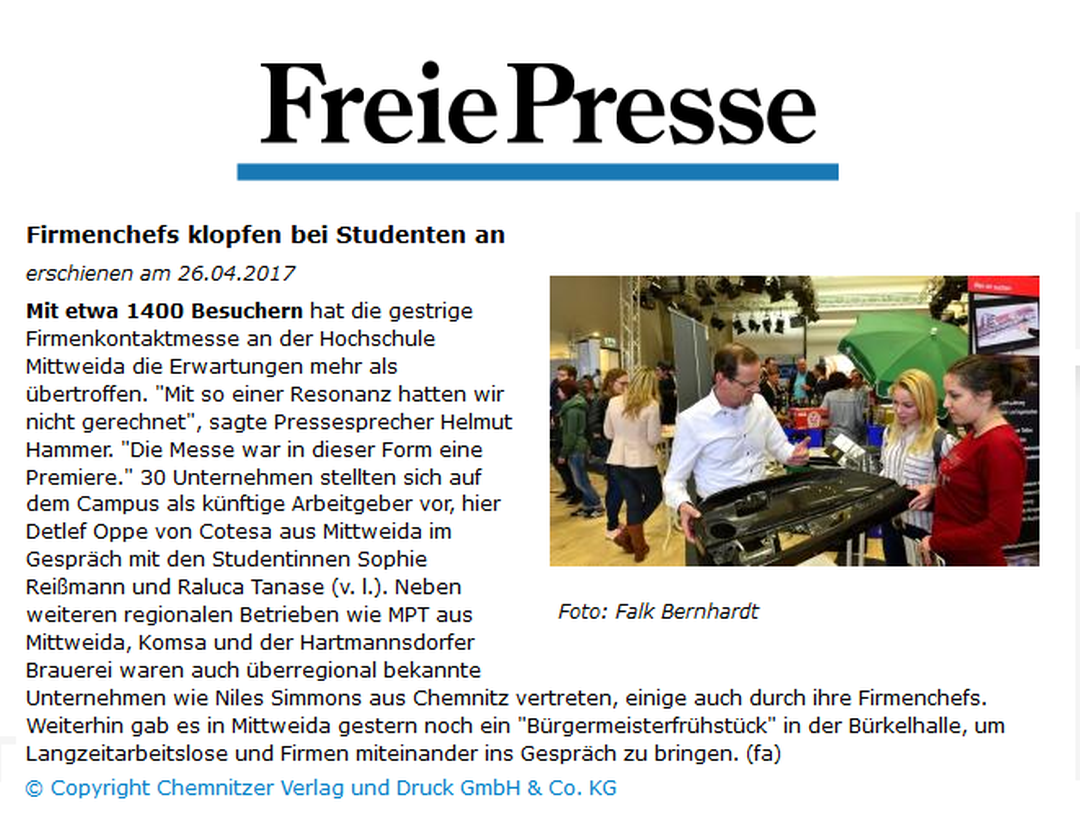 Freie Presse
Firmenchefs klopfen bei Studenten an
erschienen am 26.04.2017
Mit etwa 1400 Besuchern hat die gestrige
Firmenkontaktmesse an der Hochschule
Mittweida die Erwartungen mehr als
übertroffen. "Mit so einer Resonanz hatten wir
nicht gerechnet", sagte Pressesprecher Helmut
Hammer. "Die Messe war in dieser Form eine
Premiere." 30 Unternehmen stellten sich auf
dem Campus als künftige Arbeitgeber vor, hier
Detlef Oppe von Cotesa aus Mittweida im
Gespräch mit den Studentinnen Sophie
Reißmann und Raluca Tanase (v. l.). Neben
weiteren regionalen Betrieben wie MPT aus
Mittweida, Komsa und der Hartmannsdorfer
Brauerei waren auch überregional bekannte
Unternehmen wie Niles Simmons aus Chemnitz vertreten, einige auch durch ihre Firmenchefs.
Weiterhin gab es in Mittweida gestern noch ein "Bürgermeisterfrühstück" in der Bürkelhalle, um
Langzeitarbeitslose und Firmen miteinander ins Gespräch zu bringen. (fa)
Foto: Falk Bernhardt
© Copyright Chemnitzer Verlag und Druck GmbH & Co. KG